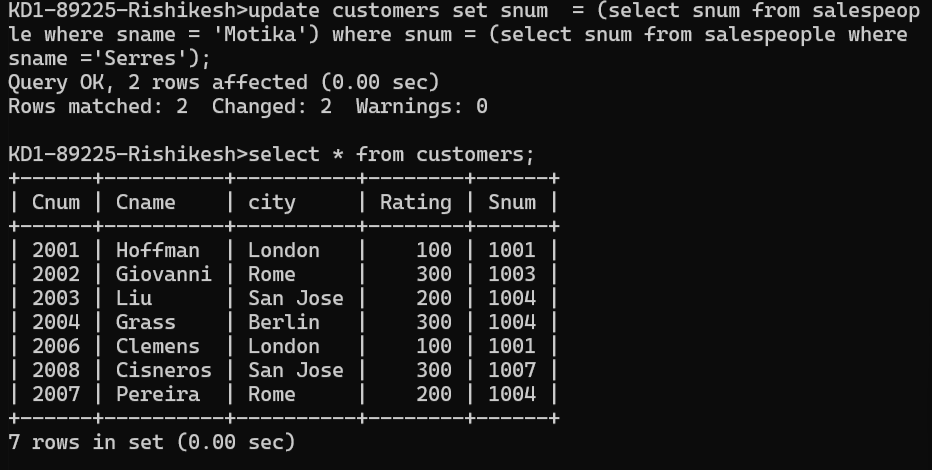 KD1-89225-Rishikesh>update customers set snum  = (select snum from salespeop
le where sname = 'Motika') where snum = (select snum from salespeople where
sname ='Serres');
Query OK, 2 rows affected (0.00 sec)
Rows matched: 2  Changed: 2  Warnings: 0

KD1-89225-Rishikesh>select * from customers;
+------+----------+----------+--------+------+
| Cnum | Cname    | city     | Rating | Snum |
+------+----------+----------+--------+------+
| 2001 | Hoffman  | London   |    100 | 1001 |
| 2002 | Giovanni | Rome     |    300 | 1003 |
| 2003 | Liu      | San Jose |    200 | 1004 |
| 2004 | Grass    | Berlin   |    300 | 1004 |
| 2006 | Clemens  | London   |    100 | 1001 |
| 2008 | Cisneros | San Jose |    300 | 1007 |
| 2007 | Pereira  | Rome     |    200 | 1004 |
+------+----------+----------+--------+------+
7 rows in set (0.00 sec)